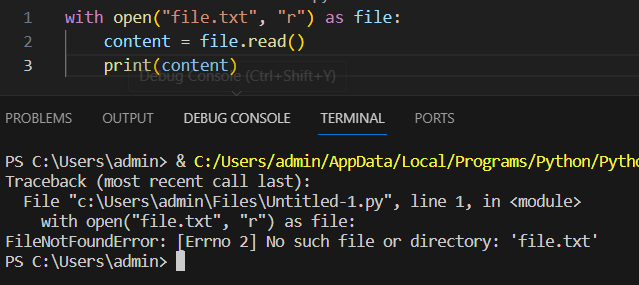 1 with open("file.txt", "r") as file:
2     content = file.read()
3     print(content)
Debug Console (Ctrl+Shift+Y)
PROBLEMS OUTPUT DEBUG CONSOLE TERMINAL PORTS
PS C:\Users\admin> & C:/Users/admin/AppData/Local/Programs/Python/Pytho
Traceback (most recent call last):
  File "c:\Users\admin\Files\Untitled-1.py", line 1, in <module>
    with open("file.txt", "r") as file:
FileNotFoundError: [Errno 2] No such file or directory: 'file.txt'
PS C:\Users\admin>